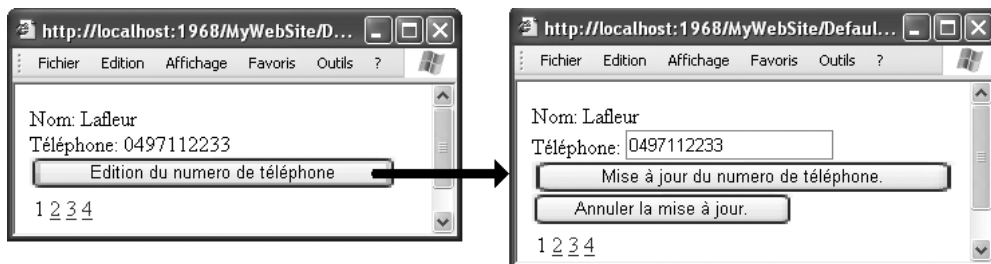 http://localhost:1968/MyWebSite/D...
Fichier Edition Affichage Favoris Outils ?
Nom: Lafleur
Téléphone: 0497112233
Edition du numero de téléphone
1 2 3 4
http://localhost:1968/MyWebSite/Defaul...
Fichier Edition Affichage Favoris Outils ?
Nom: Lafleur
Téléphone: 0497112233
Mise à jour du numero de téléphone.
Annuler la mise à jour.
1 2 3 4